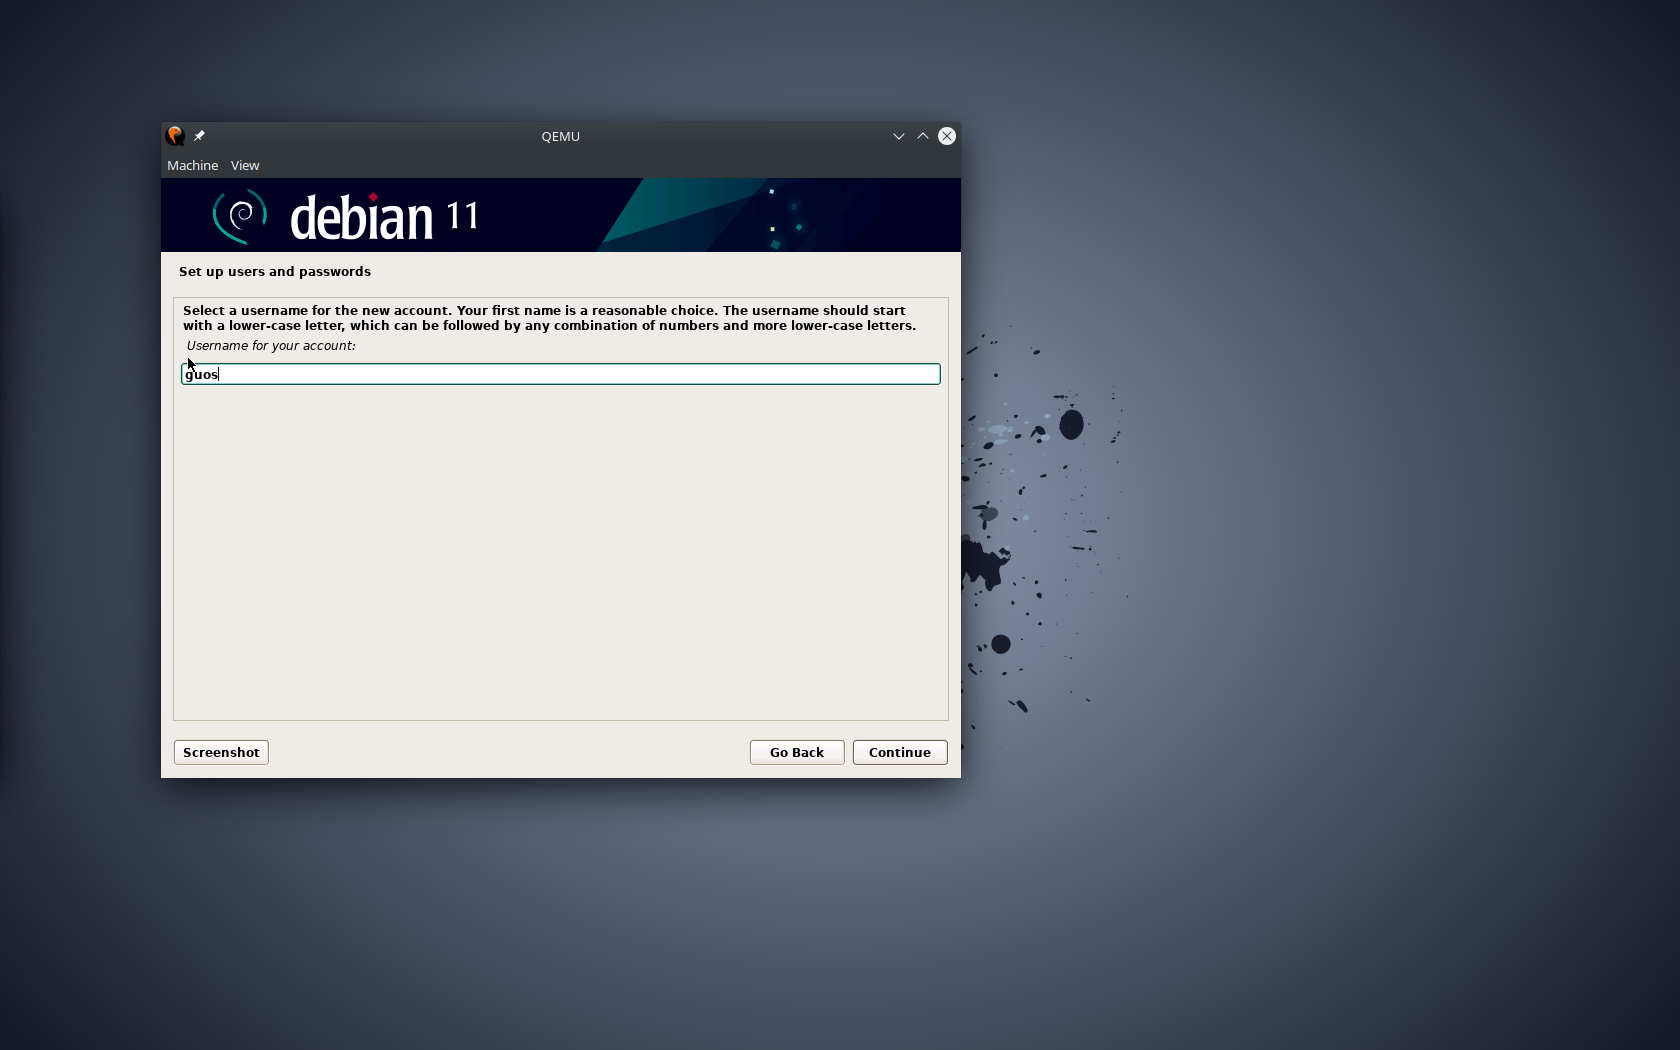 QEMU
Machine View
debian 11
Set up users and passwords
Select a username for the new account. Your first name is a reasonable choice. The username should start
with a lower-case letter, which can be followed by any combination of numbers and more lower-case letters.
Username for your account:
guos
Screenshot Go Back Continue